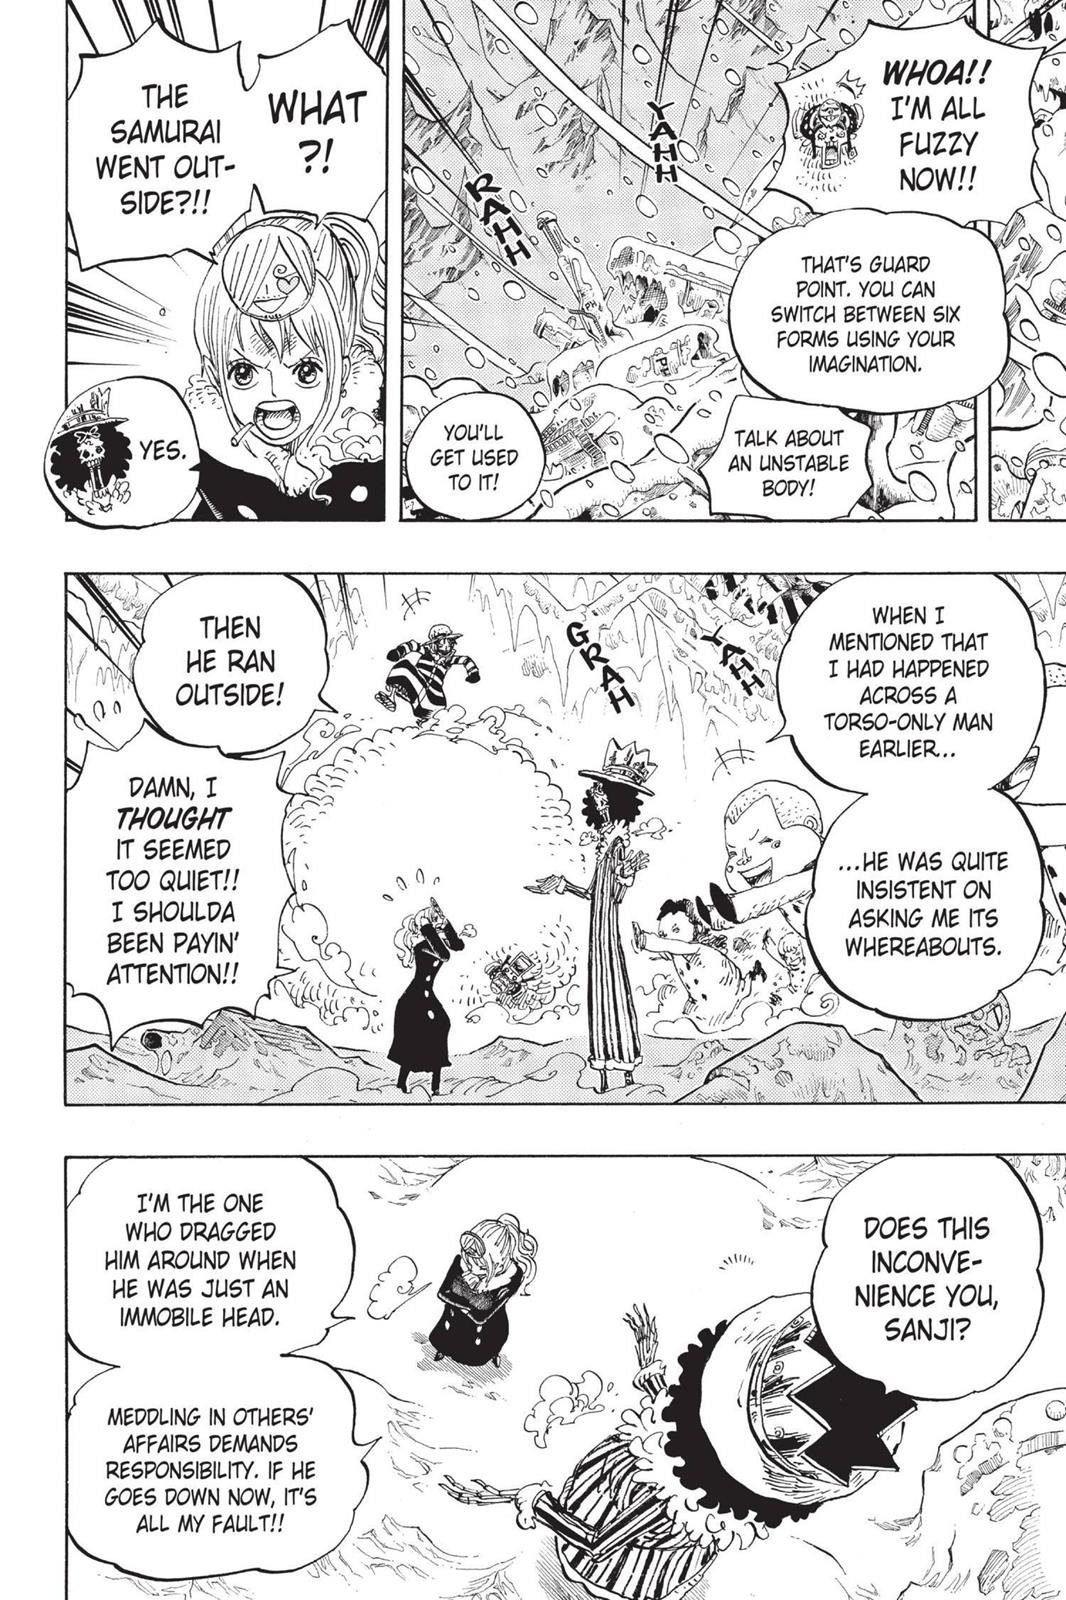 WHOA!!
I'M ALL
FUZZY
NOW!!
THAT'S GUARD
POINT. YOU CAN
SWITCH BETWEEN SIX
FORMS USING YOUR
IMAGINATION.
TALK ABOUT
AN UNSTABLE
BODY!
YAHH
RAHH
YOU'LL
GET USED
TO IT!
WHAT
?!
THE
SAMURAI
WENT OUT-
SIDE?!!
YES.
WHEN I
MENTIONED THAT
I HAD HAPPENED
ACROSS A
TORSO-ONLY MAN
EARLIER...
...HE WAS QUITE
INSISTENT ON
ASKING ME ITS
WHEREABOUTS.
YAHH
GRAH
THEN
HE RAN
OUTSIDE!
DAMN, I
THOUGHT
IT SEEMED
TOO QUIET!!
I SHOULDA
BEEN PAYIN'
ATTENTION!!
DOES THIS
INCONVE-
NIENCE YOU,
SANJI?
I'M THE ONE
WHO DRAGGED
HIM AROUND WHEN
HE WAS JUST AN
IMMOBILE HEAD.
MEDDLING IN OTHERS'
AFFAIRS DEMANDS
RESPONSIBILITY. IF HE
GOES DOWN NOW, IT'S
ALL MY FAULT!!